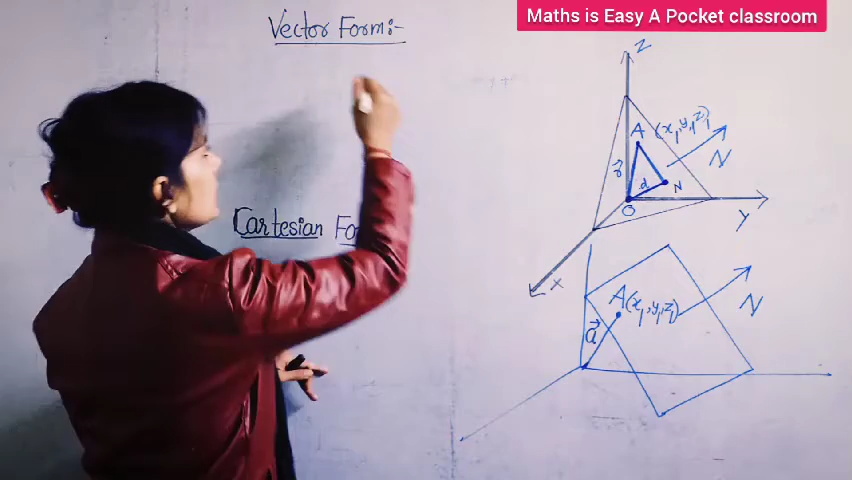 Maths is Easy A Pocket classroom
Vector Form:-
Z
A (x₁,y₁,z₁)
N
d
N
O
Y
Cartesian Fo
X
A(x₁,y₁,z₁)
N
a⃗